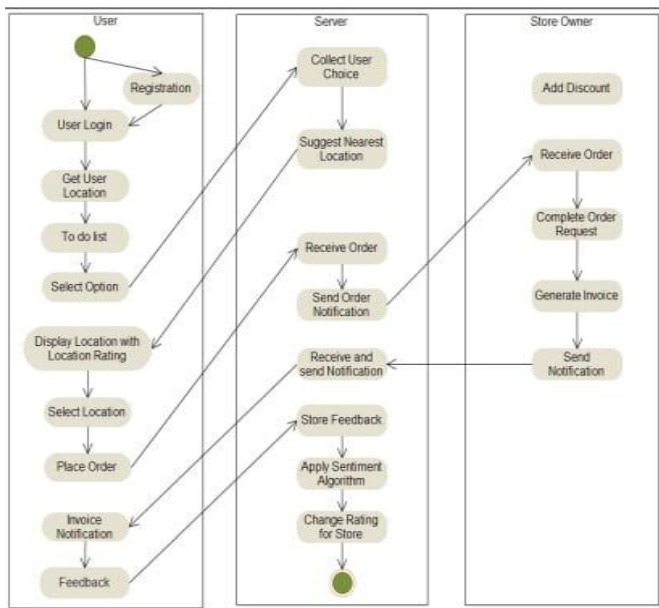 User
Registration
User Login
Get User
Location
To do list
Select Option
Display Location with
Location Rating
Select Location
Place Order
Invoice
Notification
Feedback
Server
Collect User
Choice
Suggest Nearest
Location
Receive Order
Send Order
Notification
Receive and
send Notification
Store Feedback
Apply Sentiment
Algorithm
Change Rating
for Store
Store Owner
Add Discount
Receive Order
Complete Order
Request
Generate Invoice
Send
Notification